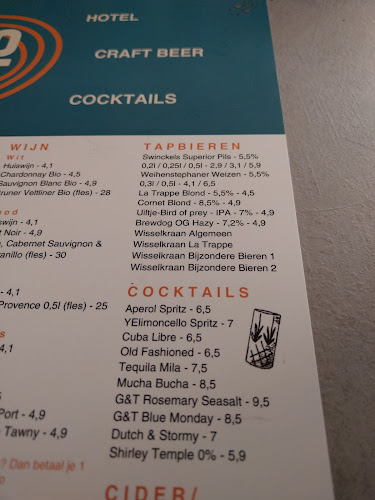 HOTEL
CRAFT BEER
COCKTAILS
WIJN
Wit
Huiswijn - 4,1
Chardonnay Bio - 4,5
Sauvignon Blanc Bio - 4,9
Veltliner Bio (fles) - 28
- 4,1
Noir - 4,9
Cabernet Sauvignon &
(fles) - 30
- 4,1
Provence 0,5l (fles) - 25
4,1
Port - 4,9
Tawny - 4,9
? Dan betaal je 1
TAPBIEREN
Swinckels Superior Pils - 5,5%
0,2l / 0,25l / 0,5l - 2,9 / 3,1 / 5,9
Weihenstephaner Weizen - 5,5%
0,3l / 0,5l - 4,1 / 6,5
La Trappe Blond - 5,5% - 4,5
Cornet Blond - 8,5% - 4,9
Uiltje-Bird of prey - IPA - 7% - 4,9
Brewdog OG Hazy - 7,2% - 4,9
Wisselkraan Algemeen
Wisselkraan La Trappe
Wisselkraan Bijzondere Bieren 1
Wisselkraan Bijzondere Bieren 2
COCKTAILS
Aperol Spritz - 6,5
YElimoncello Spritz - 7
Cuba Libre - 6,5
Old Fashioned - 6,5
Tequila Mila - 7,5
Mucha Bucha - 8,5
G&T Rosemary Seasalt - 9,5
G&T Blue Monday - 8,5
Dutch & Stormy - 7
Shirley Temple 0% - 5,9
CIDER/